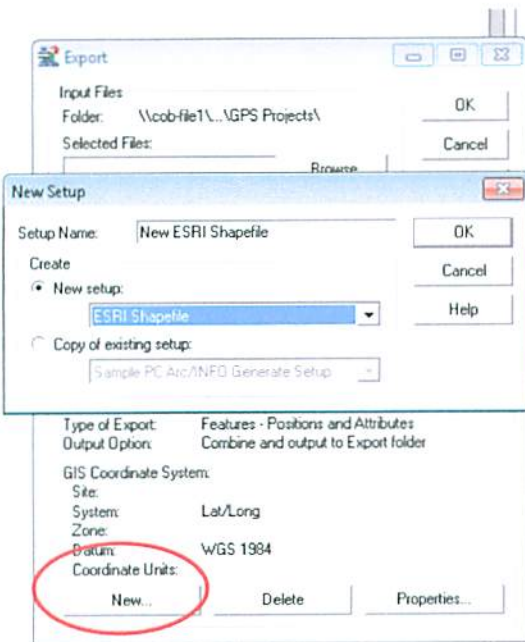 Export
Input Files
Folder: \\cob-file1\...\GPS Projects\
OK
Selected Files:
Cancel
Browse
New Setup
Setup Name: New ESRI Shapefile
OK
Create
Cancel
New setup:
Help
ESRI Shapefile
Copy of existing setup:
Sample PC Arc/INFO Generate Setup
Type of Export: Features - Positions and Attributes
Output Option: Combine and output to Export folder
GIS Coordinate System:
Site:
System: Lat/Long
Zone:
Datum: WGS 1984
Coordinate Units:
New... Delete Properties...